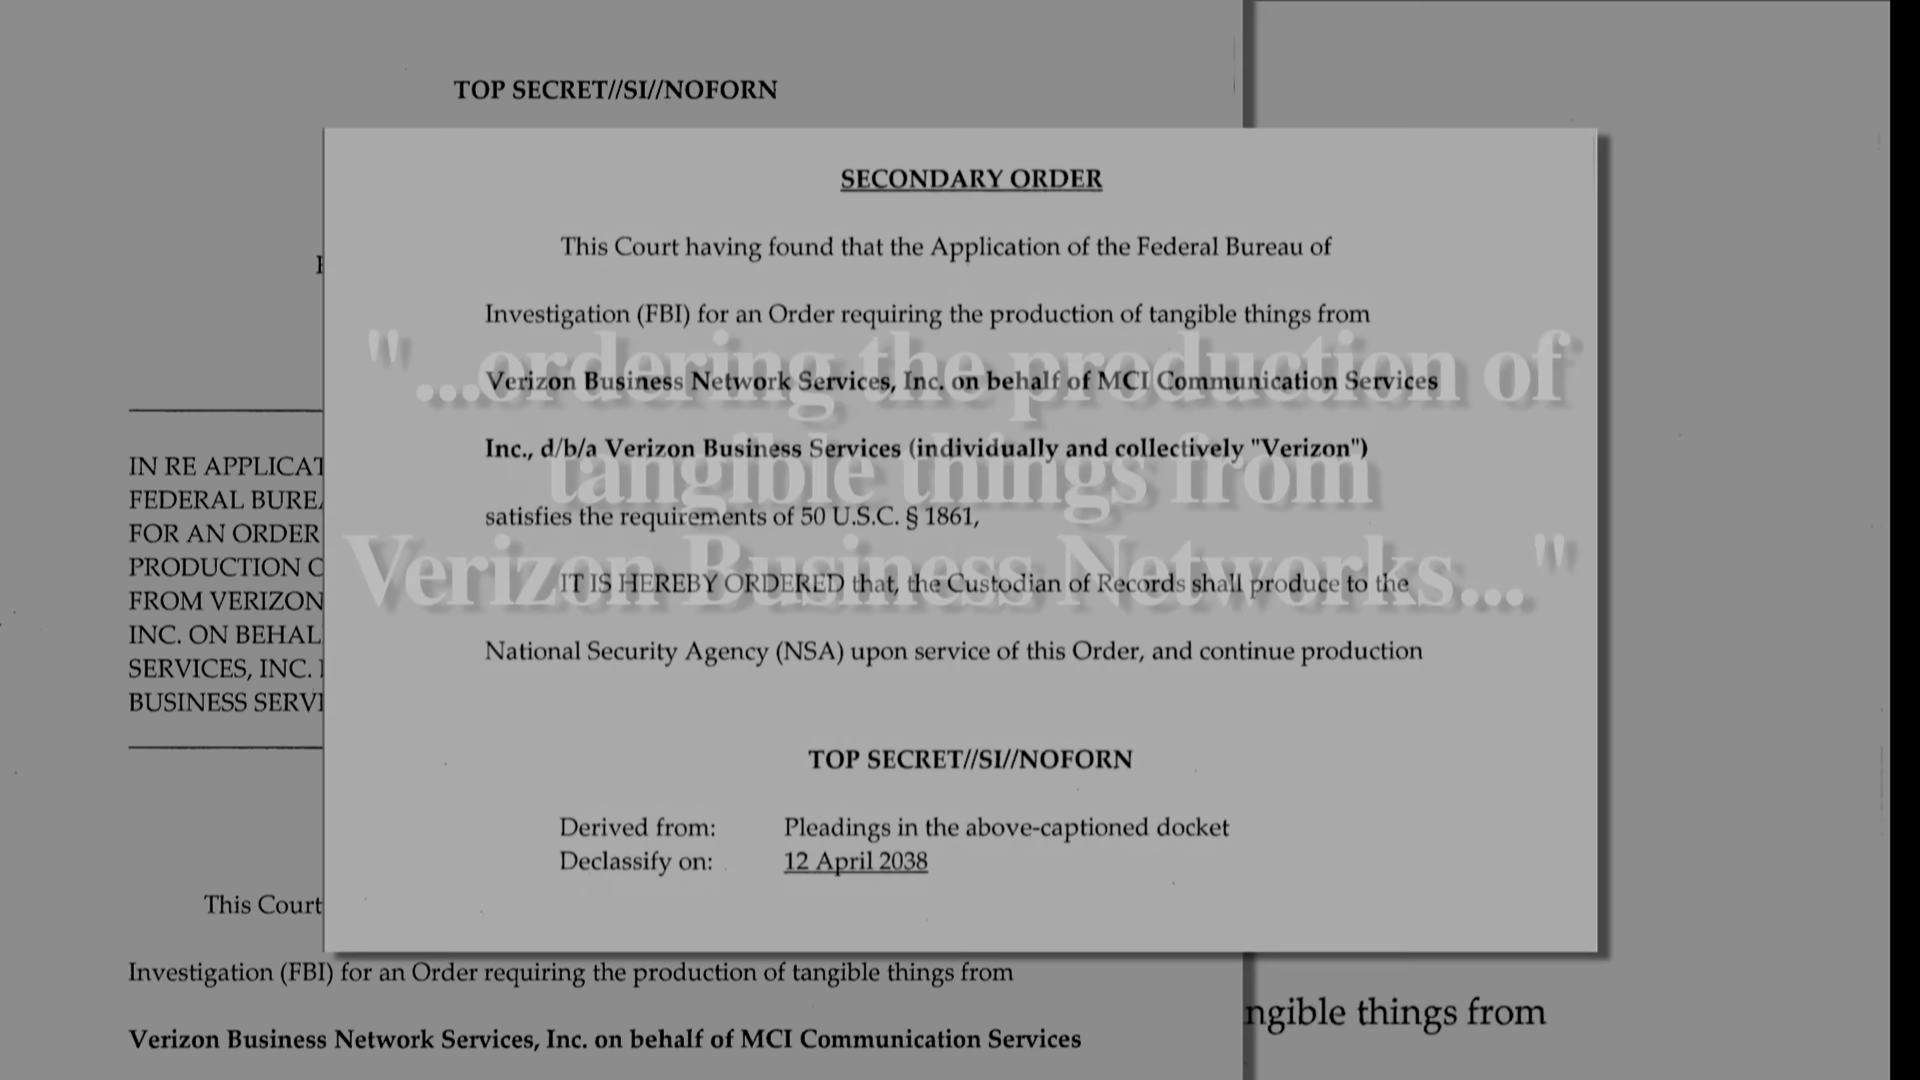 TOP SECRET//SI//NOFORN
SECONDARY ORDER
This Court having found that the Application of the Federal Bureau of
Investigation (FBI) for an Order requiring the production of tangible things from
Verizon Business Network Services, Inc. on behalf of MCI Communication Services
Inc., d/b/a Verizon Business Services (individually and collectively "Verizon")
satisfies the requirements of 50 U.S.C. § 1861,
IT IS HEREBY ORDERED that, the Custodian of Records shall produce to the
National Security Agency (NSA) upon service of this Order, and continue production
TOP SECRET//SI//NOFORN
Derived from: Pleadings in the above-captioned docket
Declassify on: 12 April 2038
"...ordering the production of
tangible things from
Verizon Business Networks..."
IN RE APPLICAT
FEDERAL BUREA
FOR AN ORDER
PRODUCTION O
FROM VERIZON
INC. ON BEHAL
SERVICES, INC.
BUSINESS SERVI
This Court
Investigation (FBI) for an Order requiring the production of tangible things from
Verizon Business Network Services, Inc. on behalf of MCI Communication Services
ngible things from